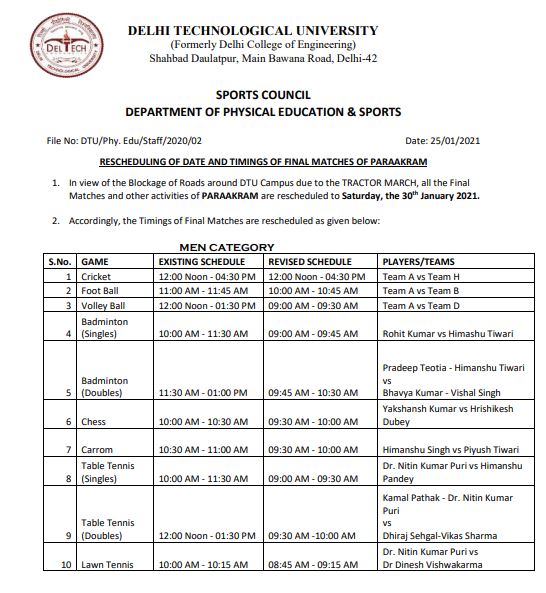 DELTECH
DELHI TECHNOLOGICAL UNIVERSITY
(Formerly Delhi College of Engineering)
Shahbad Daulatpur, Main Bawana Road, Delhi-42
SPORTS COUNCIL
DEPARTMENT OF PHYSICAL EDUCATION & SPORTS
File No: DTU/Phy. Edu/Staff/2020/02 Date: 25/01/2021
RESCHEDULING OF DATE AND TIMINGS OF FINAL MATCHES OF PARAAKRAM
1. In view of the Blockage of Roads around DTU Campus due to the TRACTOR MARCH, all the Final
Matches and other activities of PARAAKRAM are rescheduled to Saturday, the 30th January 2021.
2. Accordingly, the Timings of Final Matches are rescheduled as given below:
MEN CATEGORY
S.No. GAME EXISTING SCHEDULE REVISED SCHEDULE PLAYERS/TEAMS
1 Cricket 12:00 Noon - 04:30 PM 12:00 Noon - 04:30 PM Team A vs Team H
2 Foot Ball 11:00 AM - 11:45 AM 10:00 AM - 10:45 AM Team A vs Team B
3 Volley Ball 12:00 Noon - 01:30 PM 09:00 AM - 09:30 AM Team A vs Team D
Badminton
4 (Singles) 10:00 AM - 11:30 AM 09:00 AM - 09:45 AM Rohit Kumar vs Himashu Tiwari
Pradeep Teotia - Himanshu Tiwari
Badminton vs
5 (Doubles) 11:30 AM - 01:00 PM 09:45 AM - 10:30 AM Bhavya Kumar - Vishal Singh
Yakshansh Kumar vs Hrishikesh
6 Chess 10:00 AM - 10:30 AM 09:30 AM - 10:00 AM Dubey
7 Carrom 10:30 AM - 11:00 AM 09:30 AM - 10:00 AM Himanshu Singh vs Piyush Tiwari
Table Tennis Dr. Nitin Kumar Puri vs Himanshu
8 (Singles) 10:00 AM - 11:30 AM 09:00 AM - 09:30 AM Pandey
Kamal Pathak - Dr. Nitin Kumar
Puri
Table Tennis vs
9 (Doubles) 12:00 Noon - 01:30 PM 09:30 AM -10:00 AM Dhiraj Sehgal-Vikas Sharma
Dr. Nitin Kumar Puri vs
10 Lawn Tennis 10:00 AM - 10:15 AM 08:45 AM - 09:15 AM Dr Dinesh Vishwakarma